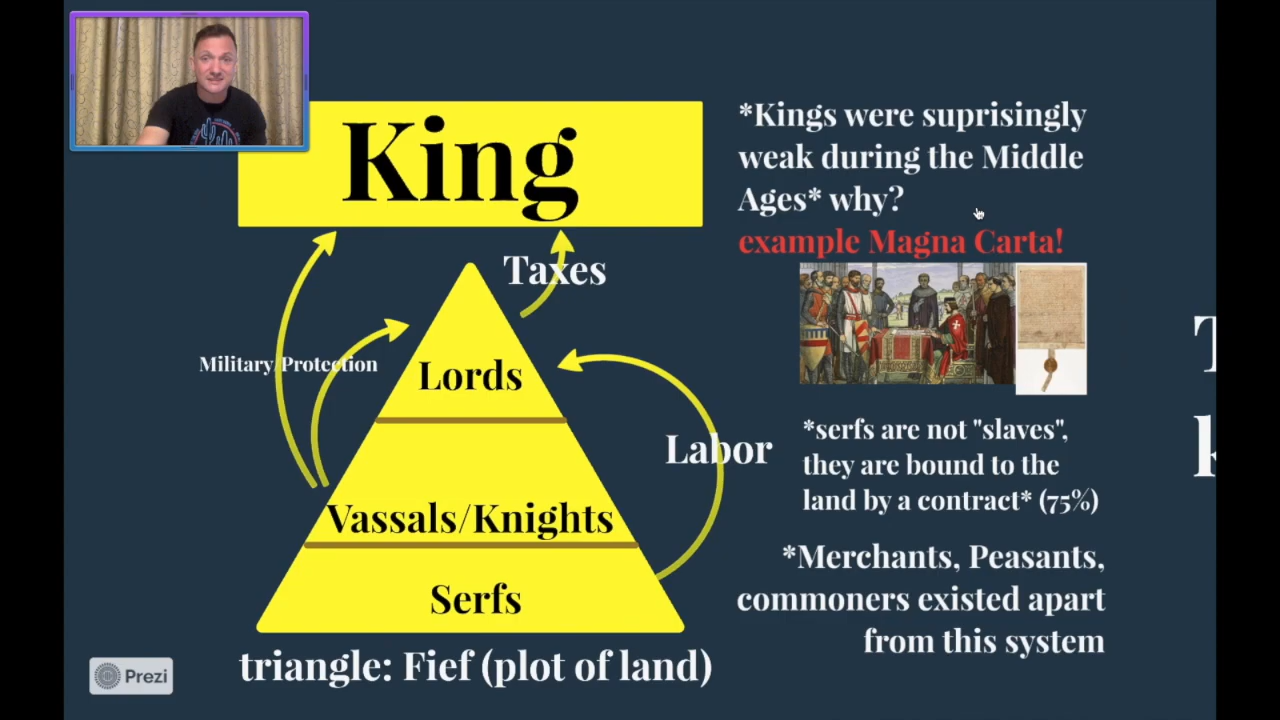 King
*Kings were suprisingly
weak during the Middle
Ages* why?
example Magna Carta!
Taxes
Military/Protection
Lords
Labor
*serfs are not "slaves",
they are bound to the
land by a contract* (75%)
Vassals/Knights
*Merchants, Peasants,
commoners existed apart
from this system
Serfs
triangle: Fief (plot of land)
Prezi